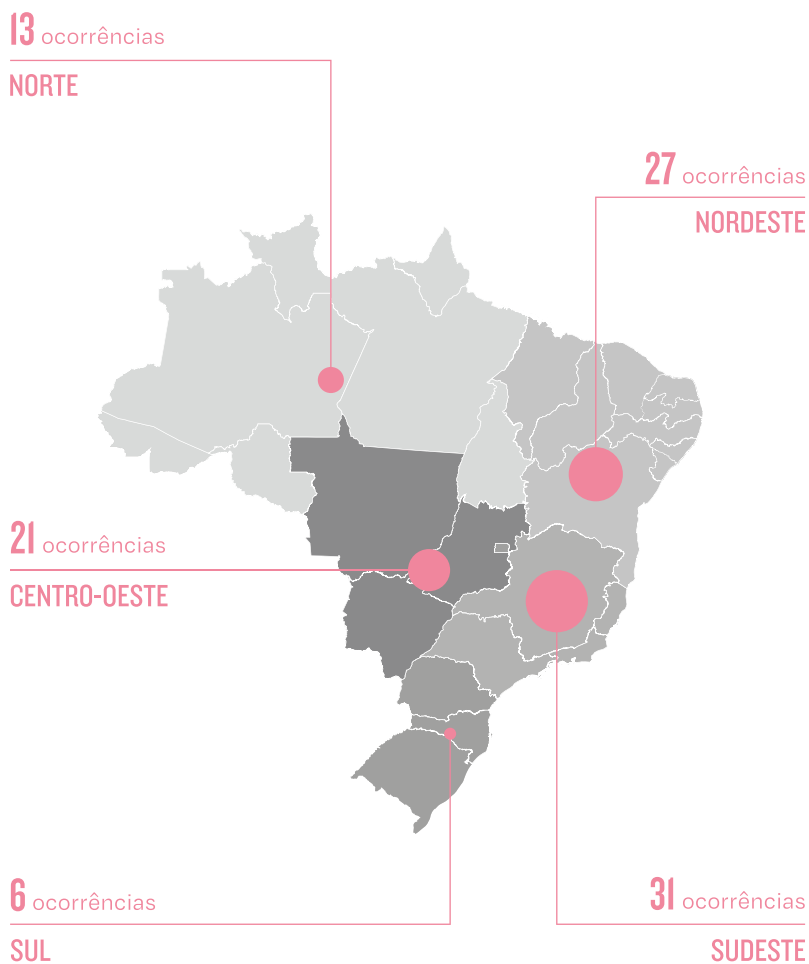 13 ocorrências
NORTE
27 ocorrências
NORDESTE
21 ocorrências
CENTRO-OESTE
6 ocorrências
SUL
31 ocorrências
SUDESTE